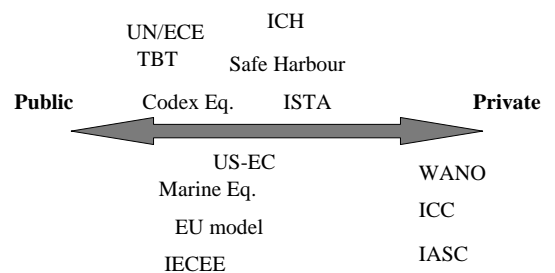 ICH
UN/ECE
TBT
Safe Harbour
Public Codex Eq. ISTA Private
US-EC
WANO
Marine Eq.
ICC
EU model
IASC
IECEE